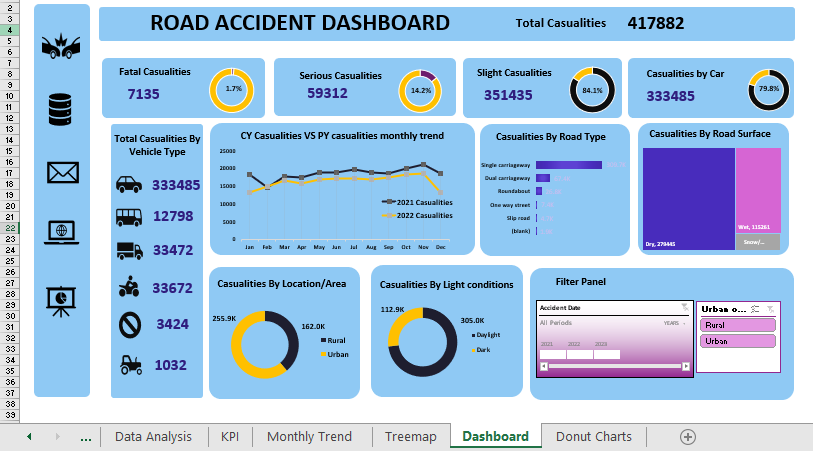 ROAD ACCIDENT DASHBOARD
Total Casualities 417882
Fatal Casualities
7135
1.7%
Serious Casualities
59312
14.2%
Slight Casualities
351435
84.1%
Casualities by Car
333485
79.8%
Total Casualities By
Vehicle Type
333485
12798
33472
33672
3424
1032
CY Casualities VS PY casualities monthly trend
25000
20000
15000
10000
5000
0
2021 Casualities
2022 Casualities
Jan Feb Mar Apr May Jun Jul Aug Sep Oct Nov Dec
Casualities By Road Type
Single carriageway
Dual carriageway
Roundabout
One way street
Slip road
(blank)
Casualities By Road Surface
Dry, 279445
Wet, 115261
Snow/...
Casualities By Location/Area
255.9K
162.0K
Rural
Urban
Casualities By Light conditions
112.9K
305.0K
Daylight
Dark
Filter Panel
Accident Date
All Periods
YEARS
2021 2022 2023
Urban o...
Rural
Urban
2
3
4
5
6
7
8
9
10
11
12
13
14
15
16
17
18
19
20
21
22
23
24
25
26
27
28
29
30
31
32
33
34
35
36
37
38
39
... Data Analysis KPI Monthly Trend Treemap Dashboard Donut Charts